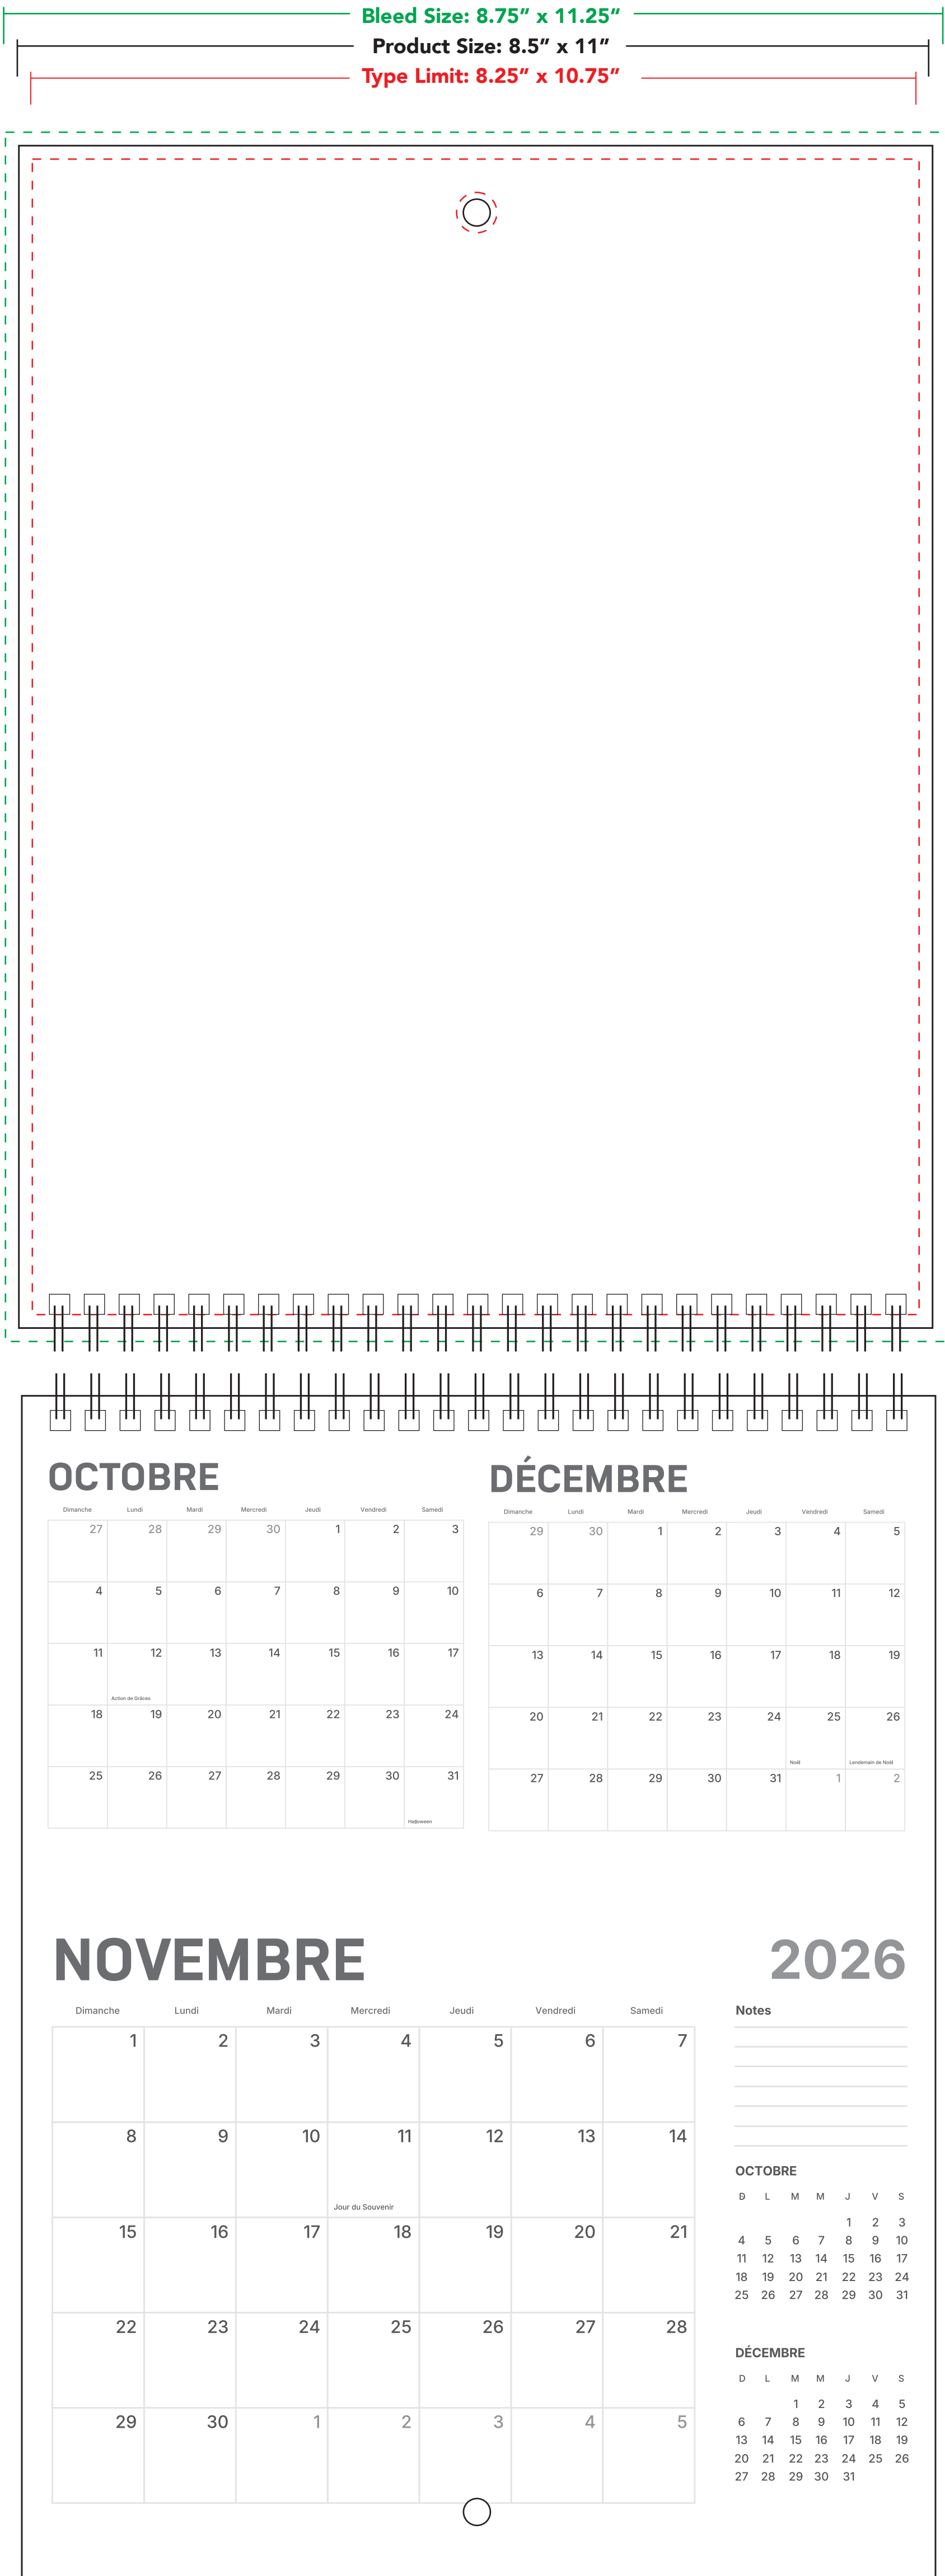 Bleed Size: 8.75” x 11.25”
Product Size: 8.5” x 11”
Type Limit: 8.25” x 10.75”
OCTOBRE
Dimanche Lundi Mardi Mercredi Jeudi Vendredi Samedi
27 28 29 30 1 2 3
4 5 6 7 8 9 10
11 12 13 14 15 16 17
Action de Grâces
18 19 20 21 22 23 24
25 26 27 28 29 30 31
Halloween
DÉCEMBRE
Dimanche Lundi Mardi Mercredi Jeudi Vendredi Samedi
29 30 1 2 3 4 5
6 7 8 9 10 11 12
13 14 15 16 17 18 19
20 21 22 23 24 25 26
Noël Lendemain de Noël
27 28 29 30 31 1 2
NOVEMBRE 2026
Dimanche Lundi Mardi Mercredi Jeudi Vendredi Samedi
1 2 3 4 5 6 7
8 9 10 11 12 13 14
Jour du Souvenir
15 16 17 18 19 20 21
22 23 24 25 26 27 28
29 30 1 2 3 4 5
Notes
OCTOBRE
D L M M J V S
1 2 3
4 5 6 7 8 9 10
11 12 13 14 15 16 17
18 19 20 21 22 23 24
25 26 27 28 29 30 31
DÉCEMBRE
D L M M J V S
1 2 3 4 5
6 7 8 9 10 11 12
13 14 15 16 17 18 19
20 21 22 23 24 25 26
27 28 29 30 31